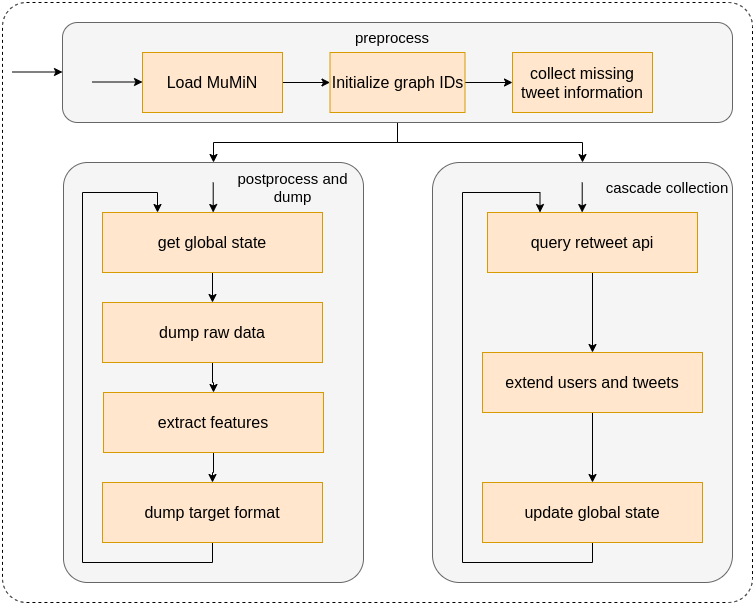 preprocess
Load MuMiN
Initialize graph IDs
collect missing
tweet information
postprocess and
dump
get global state
dump raw data
extract features
dump target format
cascade collection
query retweet api
extend users and tweets
update global state